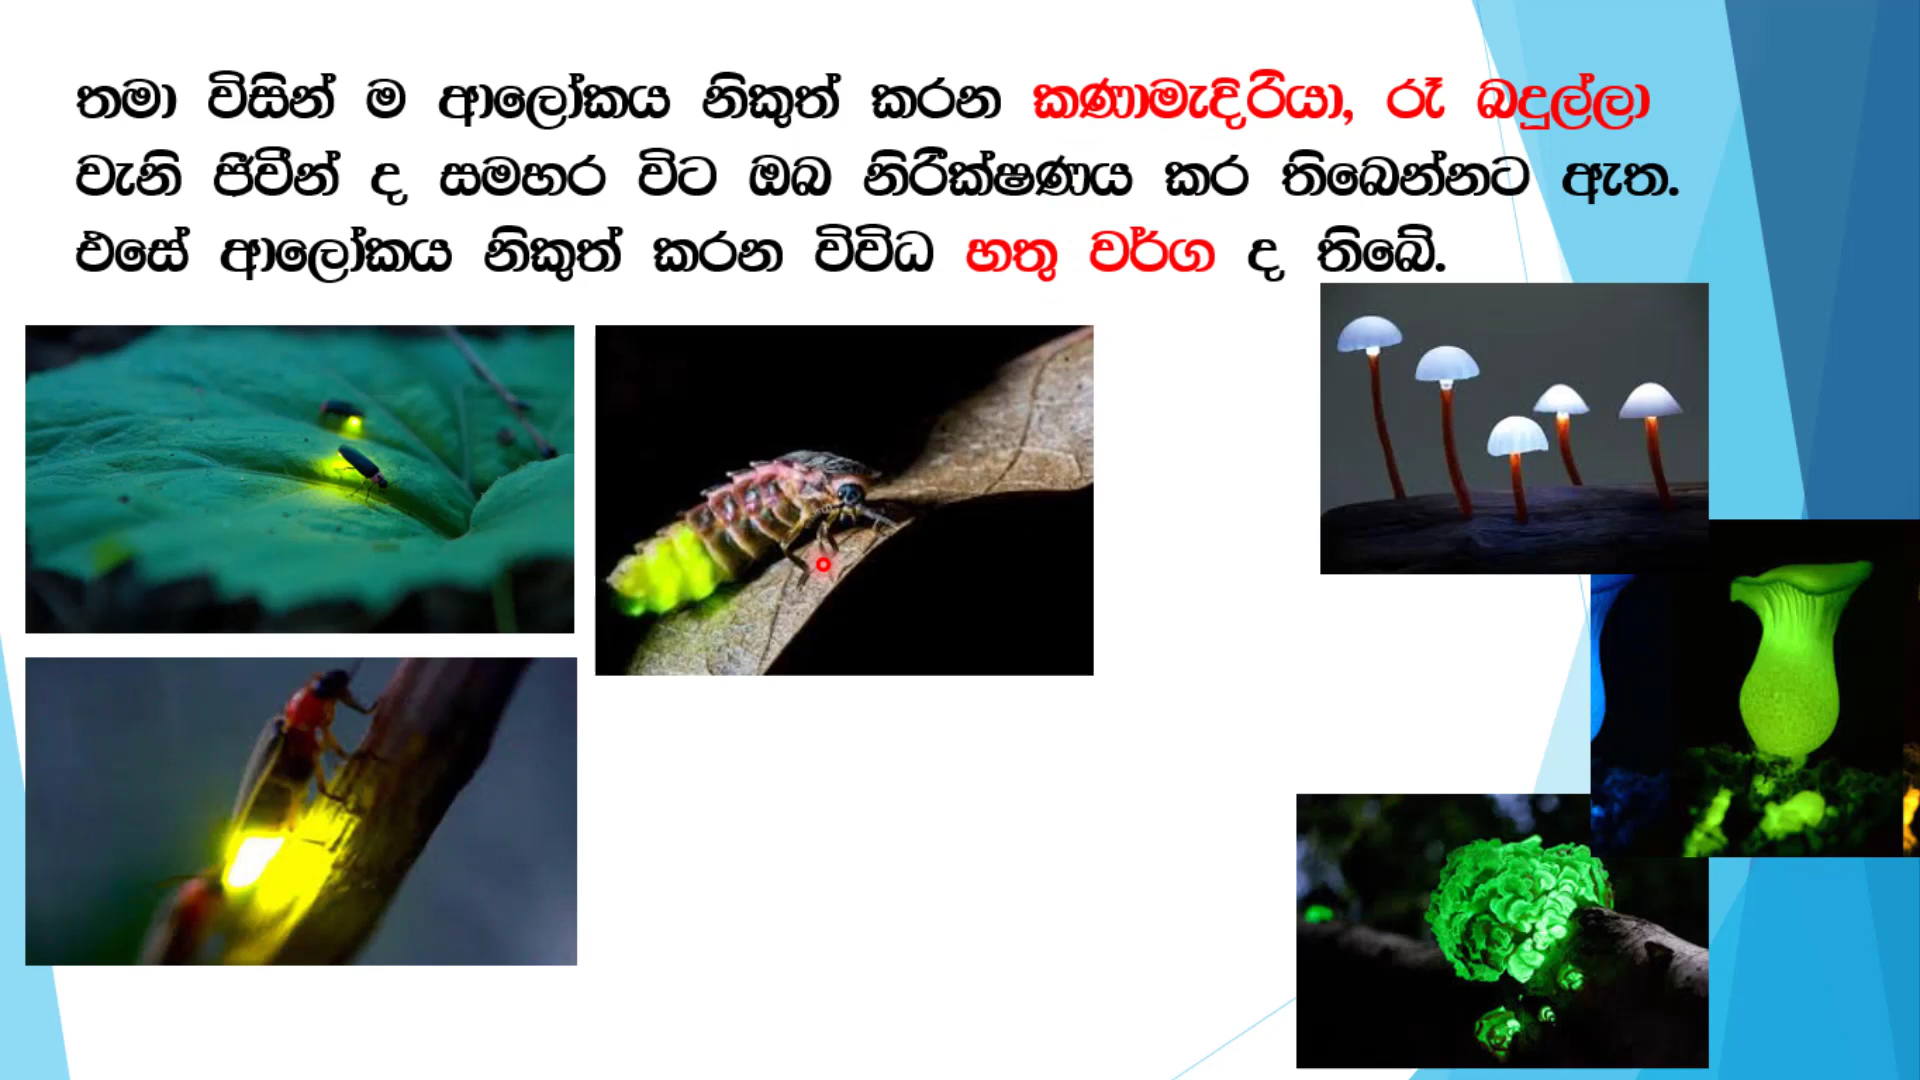 තමා විසින් ම ආලෝකය නිකුත් කරන කණාමැදිරියා, රෑ බදුල්ලා
වැනි ජීවීන් ද සමහර විට ඔබ නිරීක්ෂණය කර තිබෙන්නට ඇත.
එසේ ආලෝකය නිකුත් කරන විවිධ හතු වර්ග ද තිබේ.